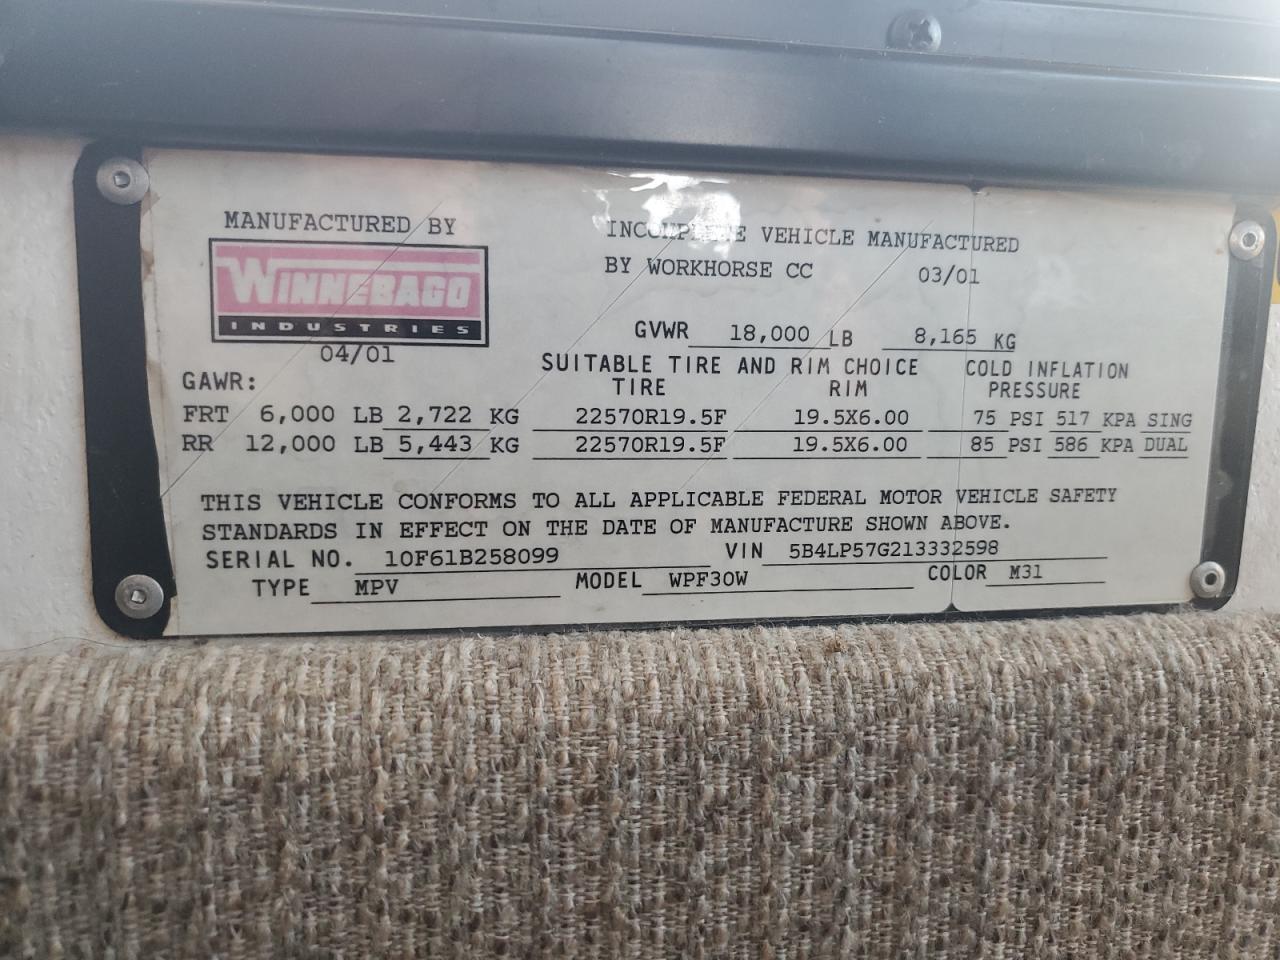 MANUFACTURED BY
WINNEBAGO
INDUSTRIES
04/01
INCOMPLETE VEHICLE MANUFACTURED
BY WORKHORSE CC 03/01
GVWR 18,000 LB 8,165 KG
SUITABLE TIRE AND RIM CHOICE COLD INFLATION
GAWR: TIRE RIM PRESSURE
FRT 6,000 LB 2,722 KG 22570R19.5F 19.5X6.00 75 PSI 517 KPA SING
RR 12,000 LB 5,443 KG 22570R19.5F 19.5X6.00 85 PSI 586 KPA DUAL
THIS VEHICLE CONFORMS TO ALL APPLICABLE FEDERAL MOTOR VEHICLE SAFETY
STANDARDS IN EFFECT ON THE DATE OF MANUFACTURE SHOWN ABOVE.
SERIAL NO. 10F61B258099 VIN 5B4LP57G213332598
TYPE MPV MODEL WPF30W COLOR M31